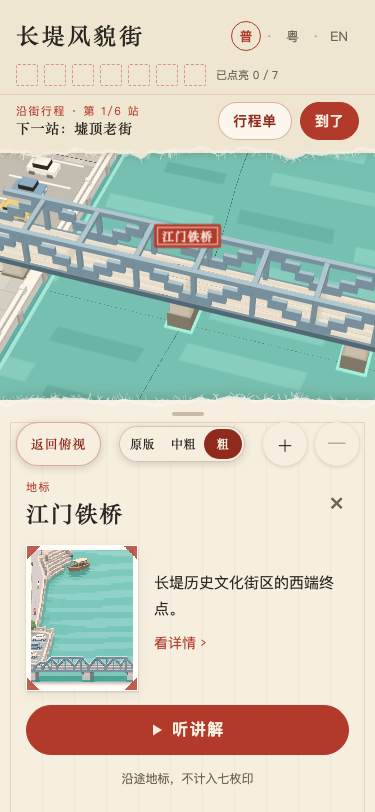 长堤风貌街
普 · 粤 · EN
已点亮 0 / 7
沿街行程 · 第 1/6 站
下一站：墟顶老街
行程单
到了
江门铁桥
返回俯视
原版 中粗 粗
+ —
地标
江门铁桥
×
长堤历史文化街区的西端终
点。
看详情 ›
听讲解
沿途地标，不计入七枚印